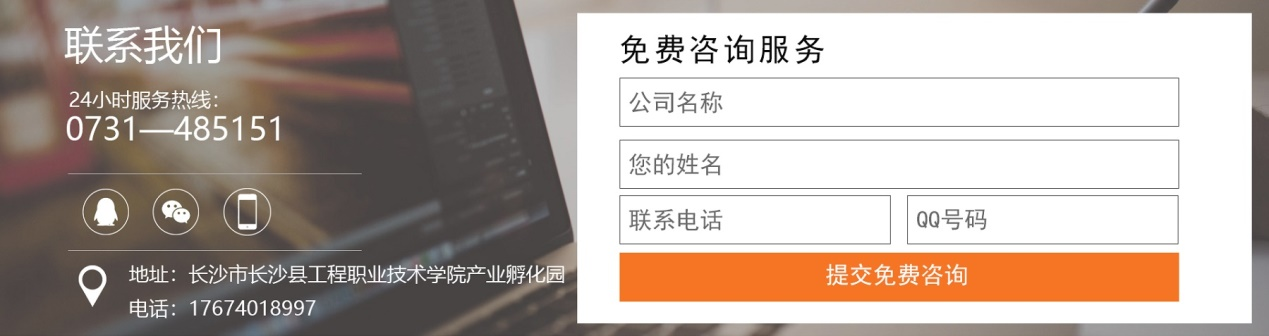 联系我们
24小时服务热线：
0731—485151
地址：长沙市长沙县工程职业技术学院产业孵化园
电话：17674018997
免费咨询服务
公司名称
您的姓名
联系电话
QQ号码
提交免费咨询